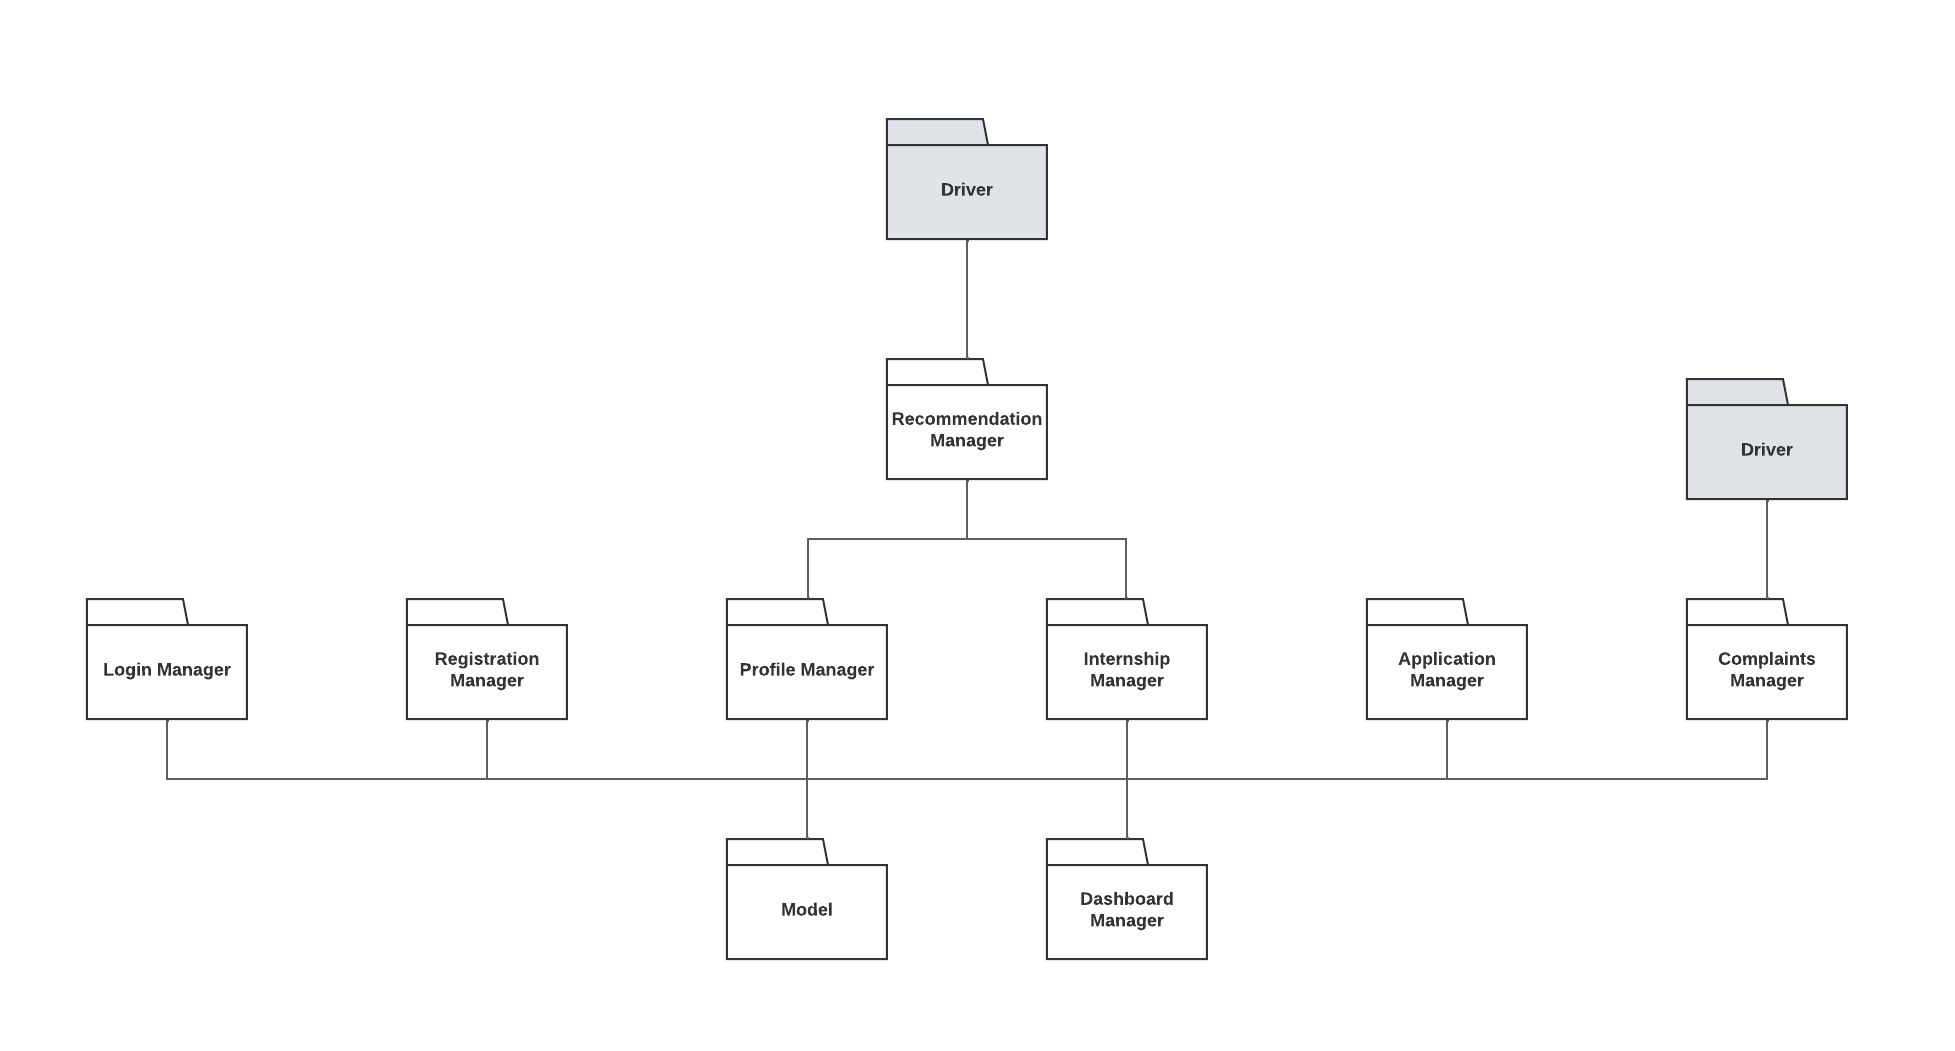 Driver
Recommendation
Manager
Driver
Login Manager
Registration
Manager
Profile Manager
Internship
Manager
Application
Manager
Complaints
Manager
Model
Dashboard
Manager